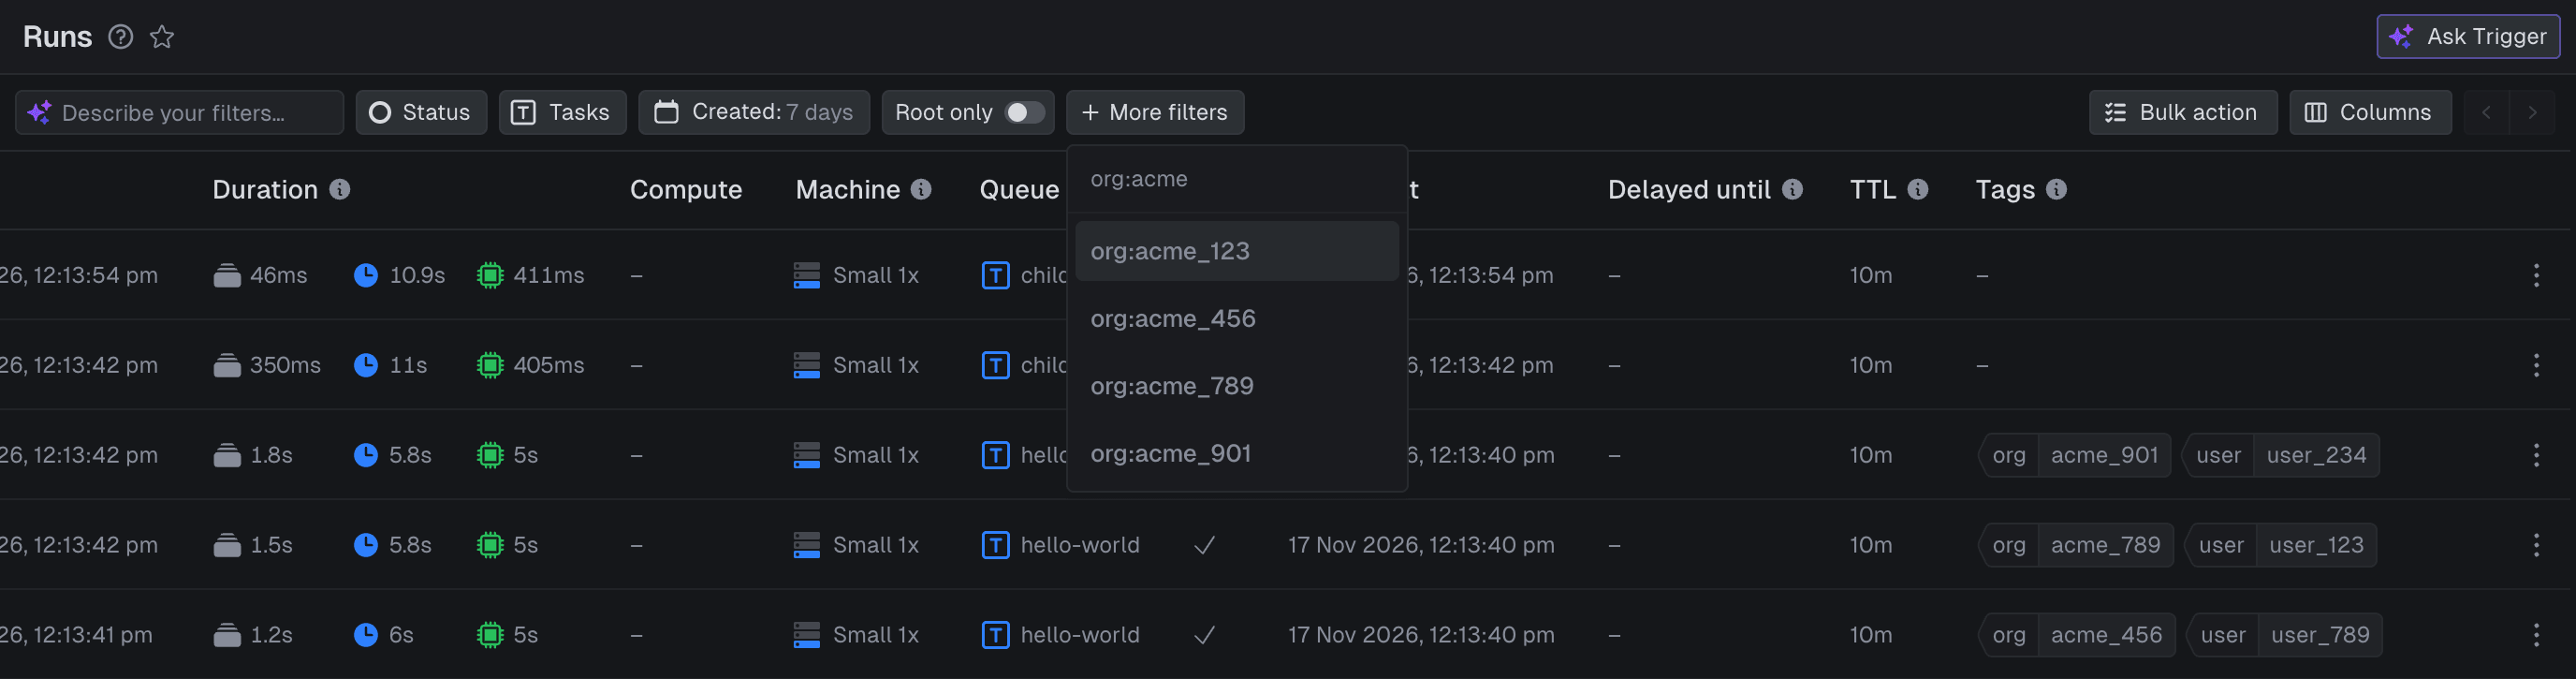 Runs Ask Trigger
Describe your filters... Status Tasks Created: 7 days Root only + More filters Bulk action Columns
Duration Compute Machine Queue t Delayed until TTL Tags
org:acme
org:acme_123
org:acme_456
org:acme_789
org:acme_901
26, 12:13:54 pm 46ms 10.9s 411ms – Small 1x T chilc 6, 12:13:54 pm – 10m –
26, 12:13:42 pm 350ms 11s 405ms – Small 1x T chilc 6, 12:13:42 pm – 10m –
26, 12:13:42 pm 1.8s 5.8s 5s – Small 1x T hellc 6, 12:13:40 pm – 10m org acme_901 user user_234
26, 12:13:42 pm 1.5s 5.8s 5s – Small 1x T hello-world 17 Nov 2026, 12:13:40 pm – 10m org acme_789 user user_123
26, 12:13:41 pm 1.2s 6s 5s – Small 1x T hello-world 17 Nov 2026, 12:13:40 pm – 10m org acme_456 user user_789